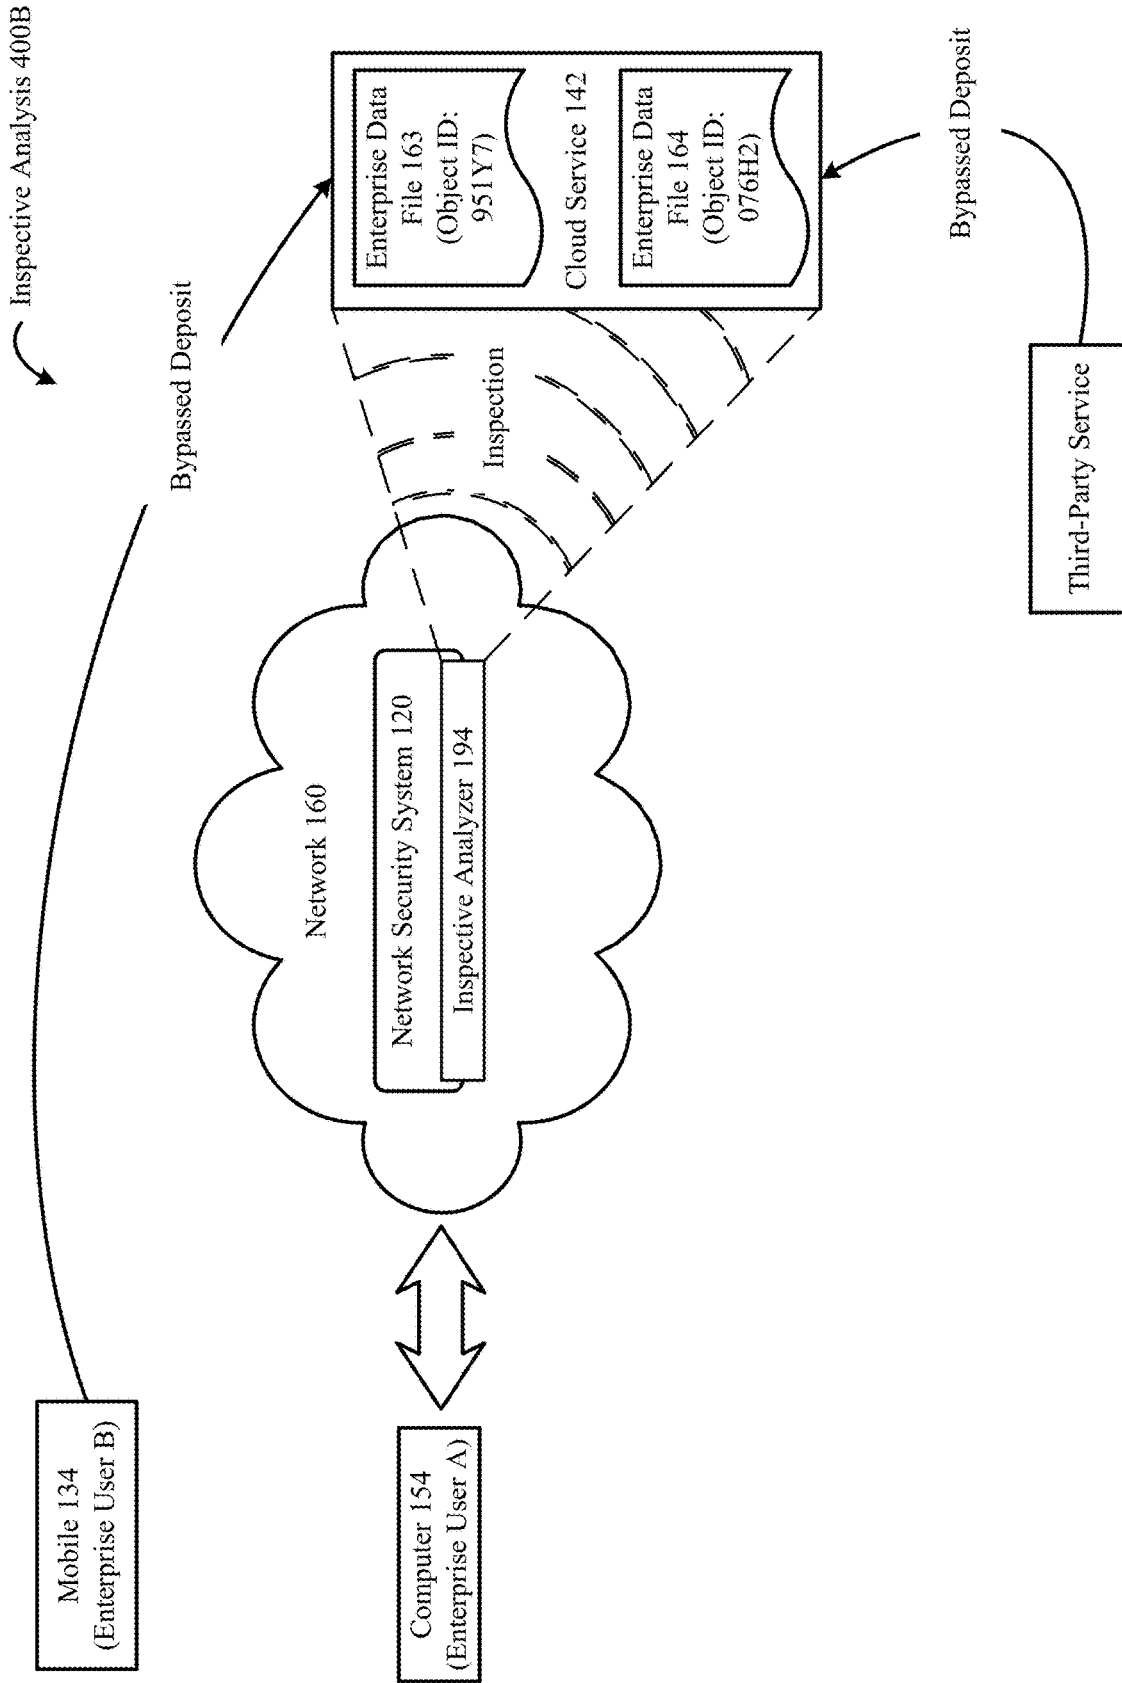 Inspective Analysis 400B
Mobile 134
(Enterprise User B)
Bypassed Deposit
Computer 154
(Enterprise User A)
Network 160
Network Security System 120
Inspective Analyzer 194
Inspection
Enterprise Data
File 163
(Object ID:
951Y7)
Cloud Service 142
Enterprise Data
File 164
(Object ID:
076H2)
Bypassed Deposit
Third-Party Service